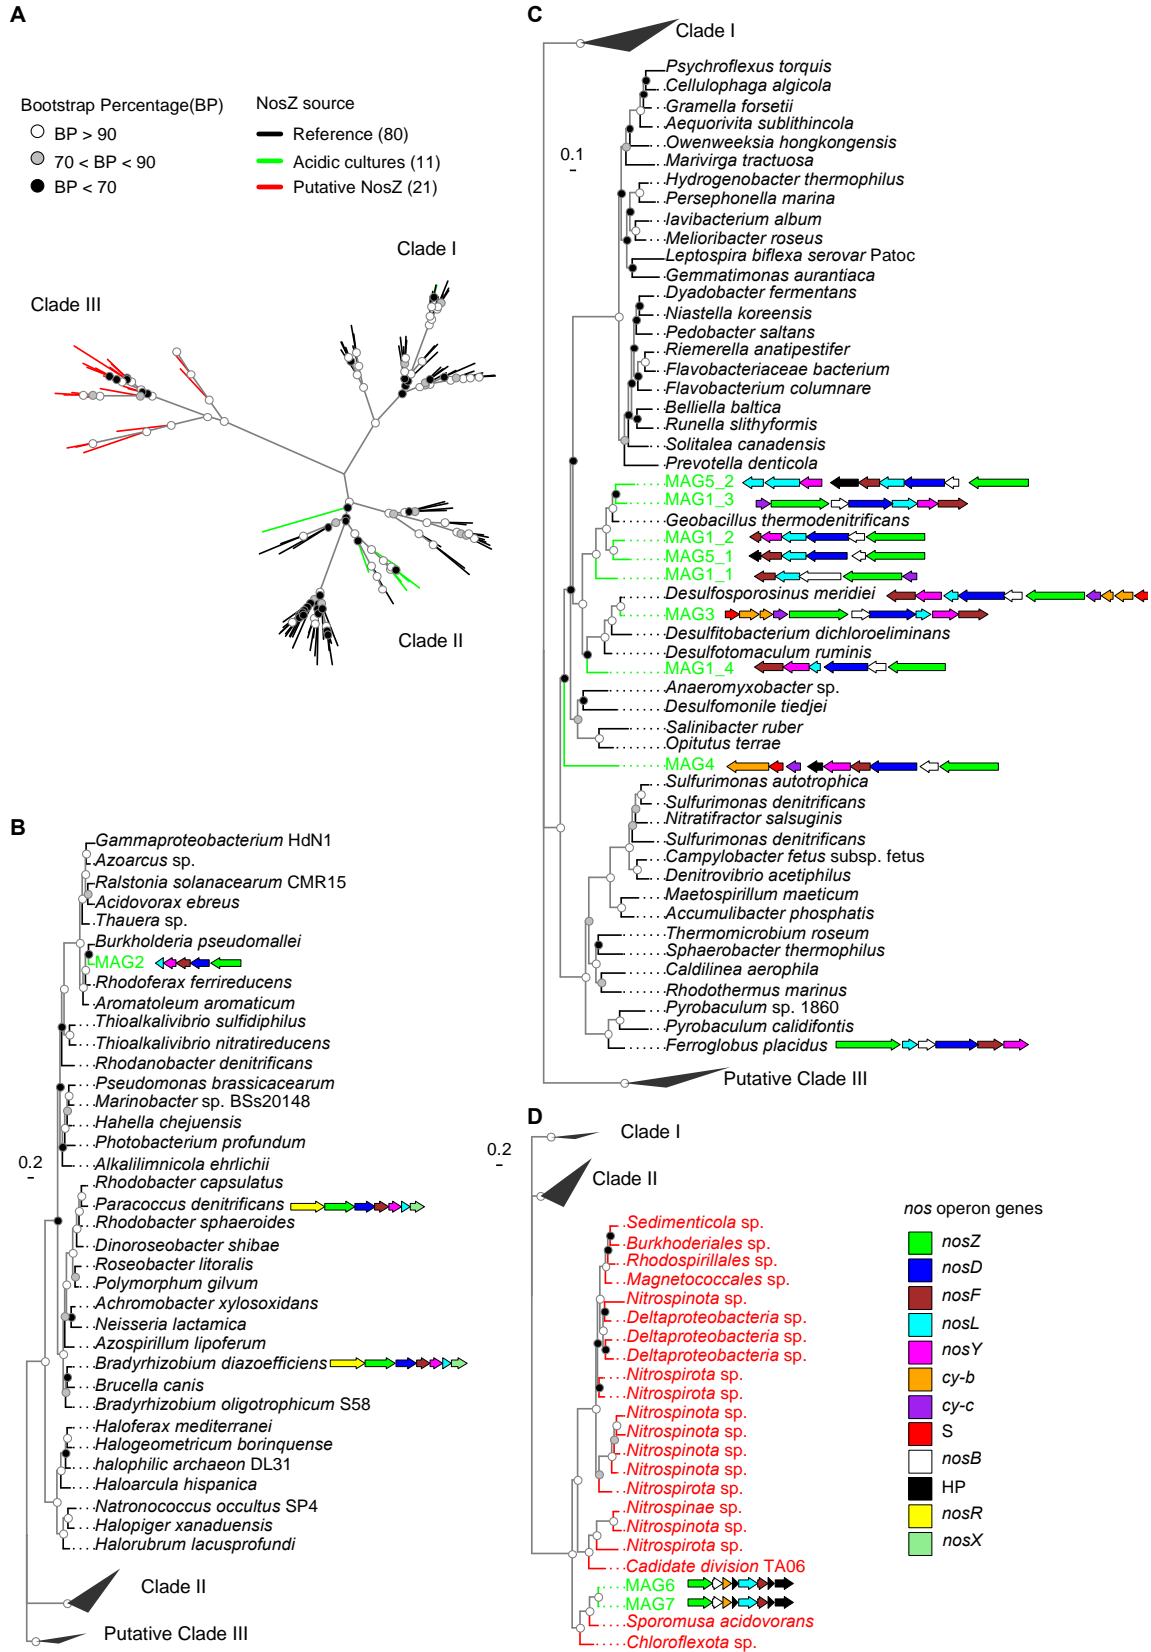 A
Bootstrap Percentage(BP)
BP > 90
70 < BP < 90
BP < 70
NosZ source
Reference (80)
Acidic cultures (11)
Putative NosZ (21)
Clade I
Clade III
Clade II
B
Gammaproteobacterium HdN1
Azoarcus sp.
Ralstonia solanacearum CMR15
Acidovorax ebreus
Thauera sp.
Burkholderia pseudomallei
MAG2
Rhodoferax ferrireducens
Aromatoleum aromaticum
Thioalkalivibrio sulfidiphilus
Thioalkalivibrio nitratireducens
Rhodanobacter denitrificans
Pseudomonas brassicacearum
Marinobacter sp. BSs20148
Hahella chejuensis
Photobacterium profundum
Alkalilimnicola ehrlichii
0.2
Rhodobacter capsulatus
Paracoccus denitrificans
Rhodobacter sphaeroides
Dinoroseobacter shibae
Roseobacter litoralis
Polymorphum gilvum
Achromobacter xylosoxidans
Neisseria lactamica
Azospirillum lipoferum
Bradyrhizobium diazoefficiens
Brucella canis
Bradyrhizobium oligotrophicum S58
Haloferax mediterranei
Halogeometricum borinquense
halophilic archaeon DL31
Haloarcula hispanica
Natronococcus occultus SP4
Halopiger xanaduensis
Halorubrum lacusprofundi
Clade II
Putative Clade III
C
Clade I
0.1
Psychroflexus torquis
Cellulophaga algicola
Gramella forsetii
Aequorivita sublithincola
Owenweeksia hongkongensis
Marivirga tractuosa
Hydrogenobacter thermophilus
Persephonella marina
Iavibacterium album
Melioribacter roseus
Leptospira biflexa serovar Patoc
Gemmatimonas aurantiaca
Dyadobacter fermentans
Niastella koreensis
Pedobacter saltans
Riemerella anatipestifer
Flavobacteriaceae bacterium
Flavobacterium columnare
Belliella baltica
Runella slithyformis
Solitalea canadensis
Prevotella denticola
MAG5_2
MAG1_3
Geobacillus thermodenitrificans
MAG1_2
MAG5_1
MAG1_1
Desulfosporosinus meridiei
MAG3
Desulfitobacterium dichloroeliminans
Desulfotomaculum ruminis
MAG1_4
Anaeromyxobacter sp.
Desulfomonile tiedjei
Salinibacter ruber
Opitutus terrae
MAG4
Sulfurimonas autotrophica
Sulfurimonas denitrificans
Nitratifractor salsuginis
Sulfurimonas denitrificans
Campylobacter fetus subsp. fetus
Denitrovibrio acetiphilus
Maetospirillum maeticum
Accumulibacter phosphatis
Thermomicrobium roseum
Sphaerobacter thermophilus
Caldilinea aerophila
Rhodothermus marinus
Pyrobaculum sp. 1860
Pyrobaculum calidifontis
Ferroglobus placidus
Putative Clade III
D
0.2
Clade I
Clade II
Sedimenticola sp.
Burkhoderiales sp.
Rhodospirillales sp.
Magnetococcales sp.
Nitrospinota sp.
Deltaproteobacteria sp.
Deltaproteobacteria sp.
Deltaproteobacteria sp.
Nitrospirota sp.
Nitrospirota sp.
Nitrospinota sp.
Nitrospinota sp.
Nitrospinota sp.
Nitrospinota sp.
Nitrospirota sp.
Nitrospinae sp.
Nitrospinota sp.
Nitrospirota sp.
Cadidate division TA06
MAG6
MAG7
Sporomusa acidovorans
Chloroflexota sp.
nos operon genes
nosZ
nosD
nosF
nosL
nosY
cy-b
cy-c
S
nosB
HP
nosR
nosX